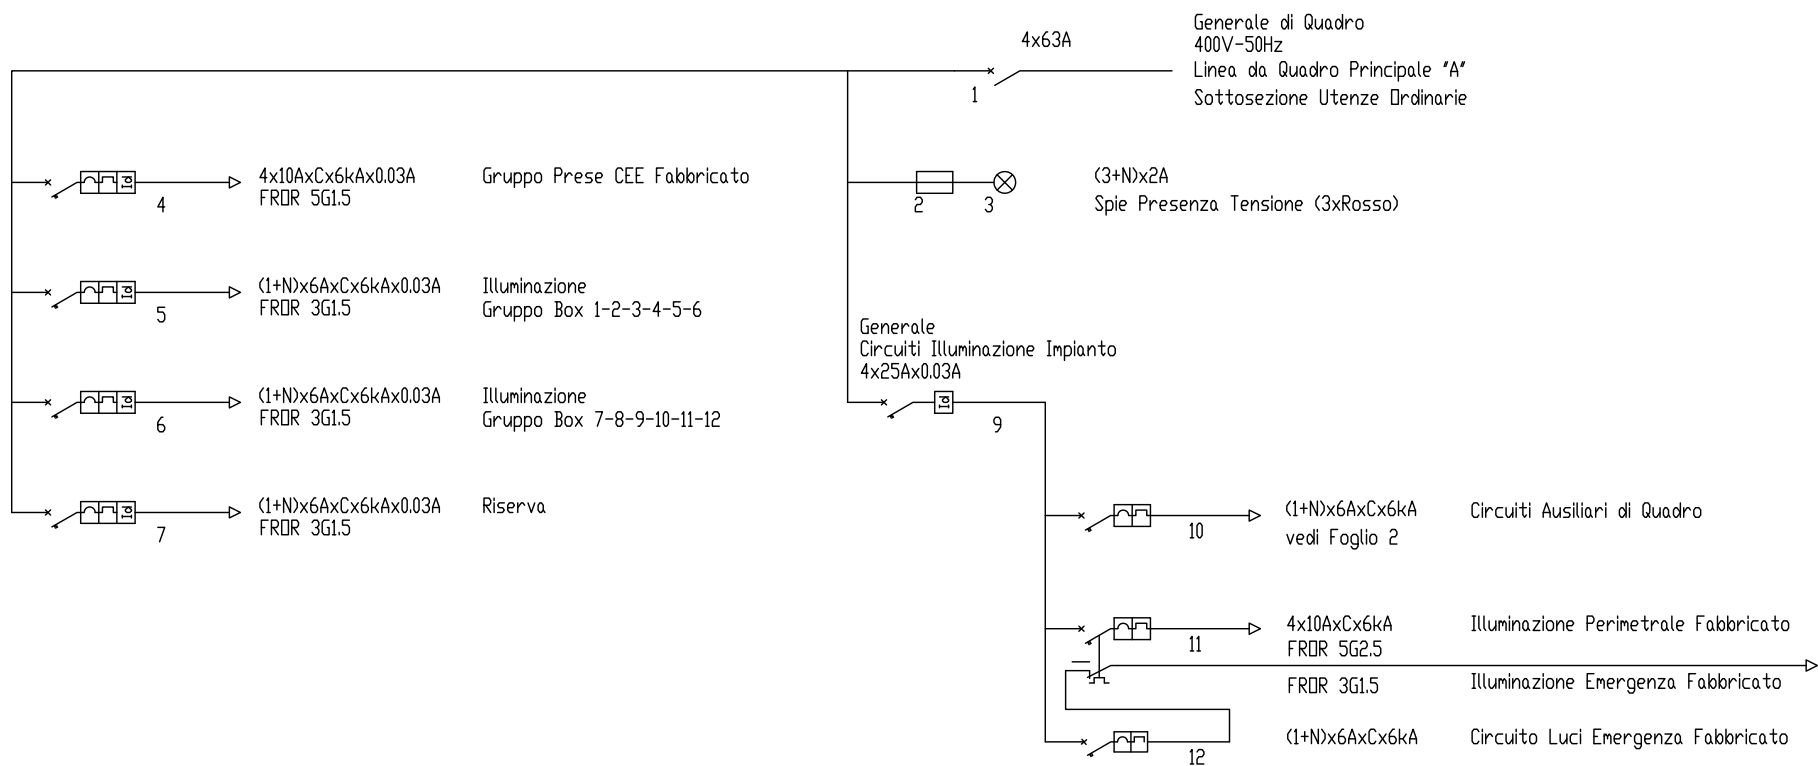 4x63A
1
Generale di Quadro
400V-50Hz
Linea da Quadro Principale "A"
Sottosezione Utenze Ordinarie
4x10AxCx6kAx0.03A
FROR 5G1.5
Gruppo Prese CEE Fabbricato
4
Id
2
3
(3+N)x2A
Spie Presenza Tensione (3xRosso)
(1+N)x6AxCx6kAx0.03A
FROR 3G1.5
Illuminazione
Gruppo Box 1-2-3-4-5-6
5
Id
(1+N)x6AxCx6kAx0.03A
FROR 3G1.5
Illuminazione
Gruppo Box 7-8-9-10-11-12
6
Id
(1+N)x6AxCx6kAx0.03A
FROR 3G1.5
Riserva
7
Id
Generale
Circuiti Illuminazione Impianto
4x25Ax0.03A
Id
9
10
(1+N)x6AxCx6kA
vedi Foglio 2
Circuiti Ausiliari di Quadro
11
4x10AxCx6kA
FROR 5G2.5
Illuminazione Perimetrale Fabbricato
FROR 3G1.5
Illuminazione Emergenza Fabbricato
12
(1+N)x6AxCx6kA
Circuito Luci Emergenza Fabbricato